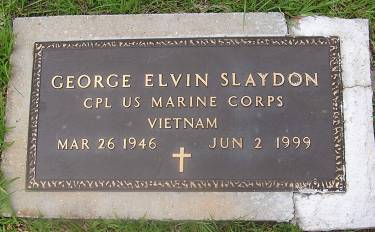 GEORGE ELVIN SLAYDON
CPL US MARINE CORPS
VIETNAM
MAR 26 1946 JUN 2 1999